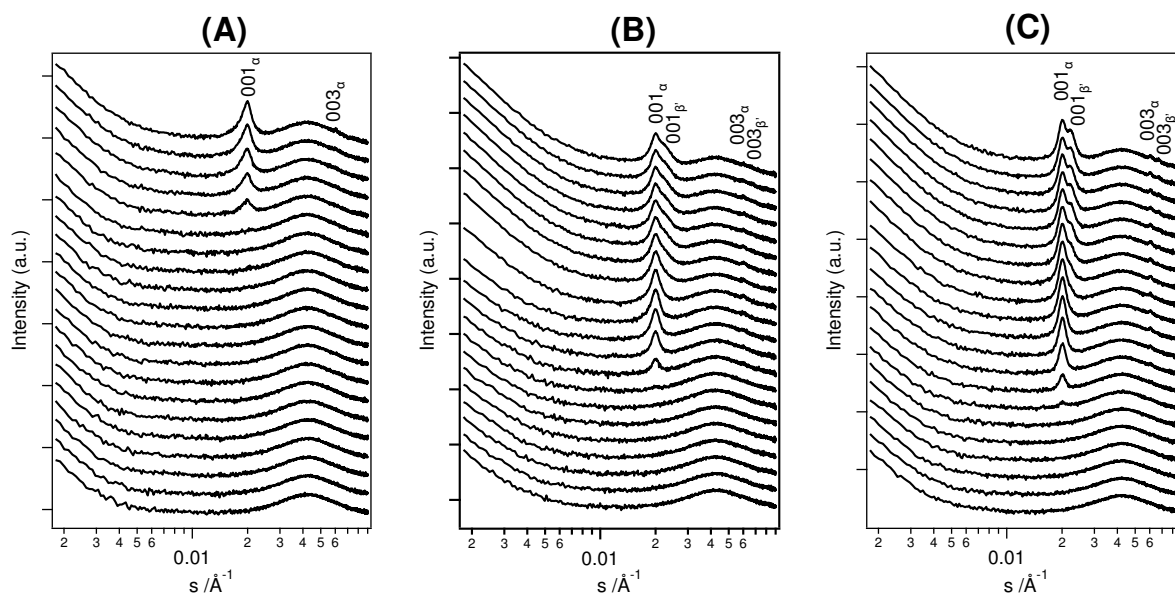 (A)
Intensity (a.u.)
001α
003α
2 3 4 5 6 0.01 2 3 4 5 6
s /Å⁻¹
(B)
Intensity (a.u.)
001α
001β'
003α
003β'
2 3 4 5 6 0.01 2 3 4 5 6
s /Å⁻¹
(C)
Intensity (a.u.)
001α
001β'
003α
003β'
2 3 4 5 6 0.01 2 3 4 5 6
s /Å⁻¹